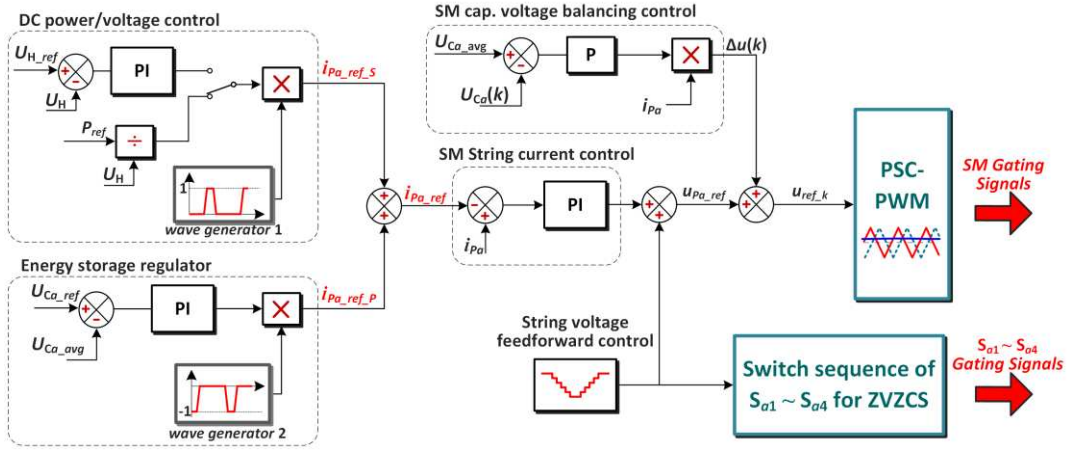 DC power/voltage control
U_H_ref
+
−
PI
U_H
P_ref
÷
U_H
×
i_Pa_ref_S
1
wave generator 1
Energy storage regulator
U_Ca_ref
+
−
PI
×
i_Pa_ref_P
U_Ca_avg
-1
wave generator 2
+
+
i_Pa_ref
SM cap. voltage balancing control
U_Ca_avg
+
−
P
×
Δu(k)
U_Ca(k)
i_Pa
SM String current control
−
+
PI
i_Pa
+
+
u_Pa_ref
+
+
u_ref_k
PSC-
PWM
SM Gating
Signals
String voltage
feedforward control
Switch sequence of
S_a1 ~ S_a4 for ZVZCS
S_a1 ~ S_a4
Gating Signals